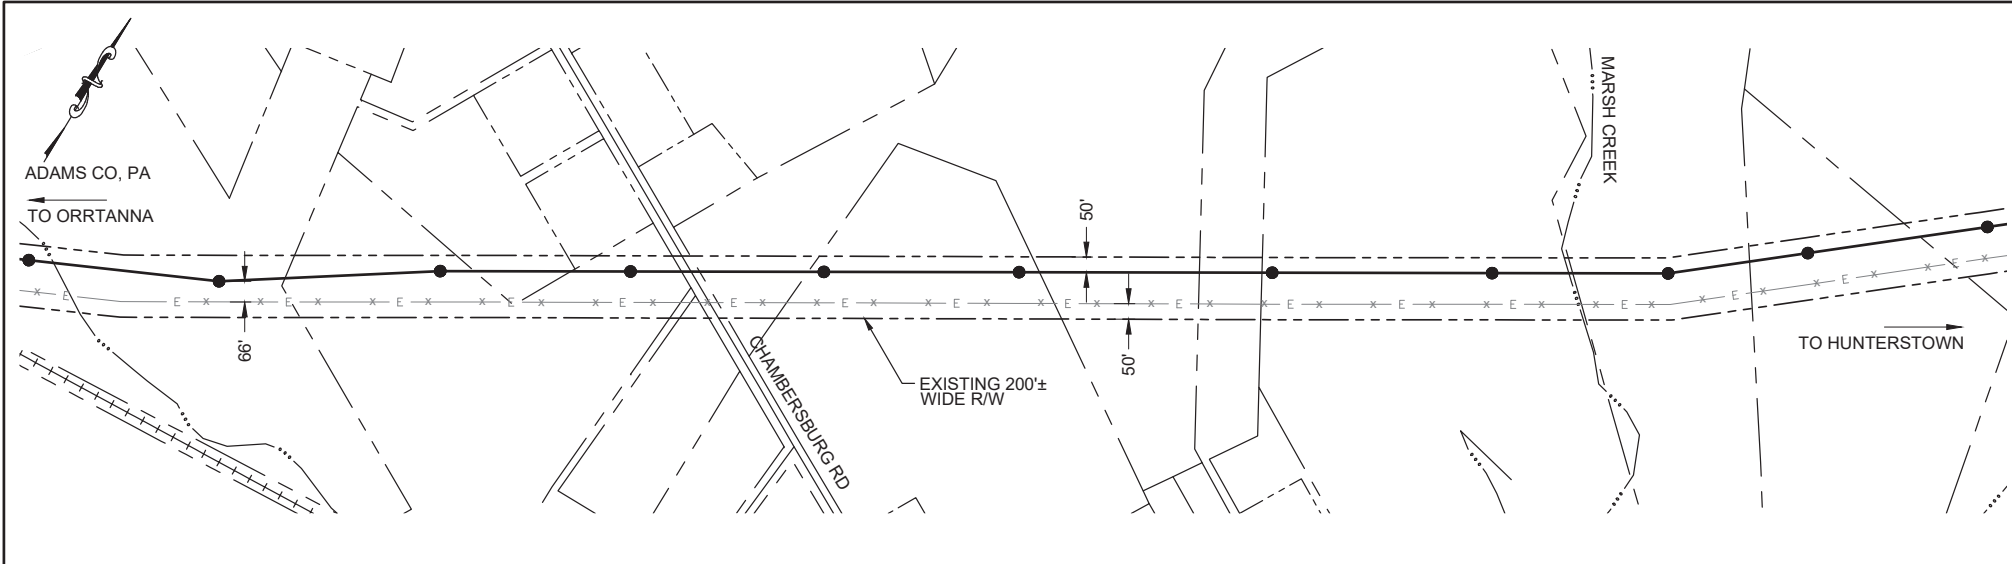 ADAMS CO, PA
TO ORRTANNA
66'
CHAMBERSBURG RD
EXISTING 200'±
WIDE R/W
50'
50'
MARSH CREEK
TO HUNTERSTOWN
X E
E X X E X E X E X X E X X E X X E X X E X X E X X E X X E X X E X X E X X E X
X E X X E X X E X